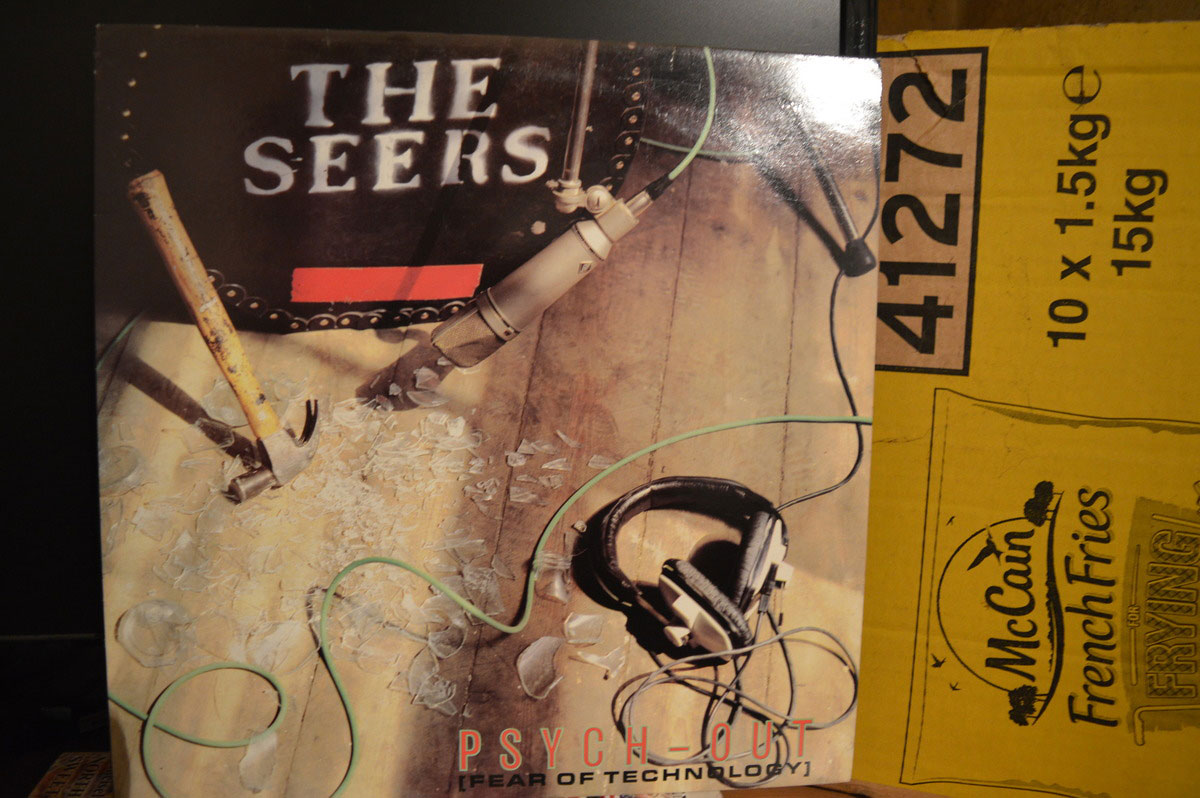 THE
SEERS
PSYCH-OUT
[FEAR OF TECHNOLOGY]
41272
10 x 1.5kg e
15kg
McCain
French Fries
FOR
FRYING